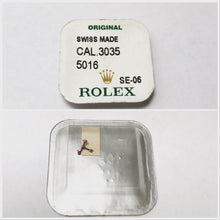 ORIGINAL
SWISS MADE
CAL.3035
5016
SE-06
ROLEX